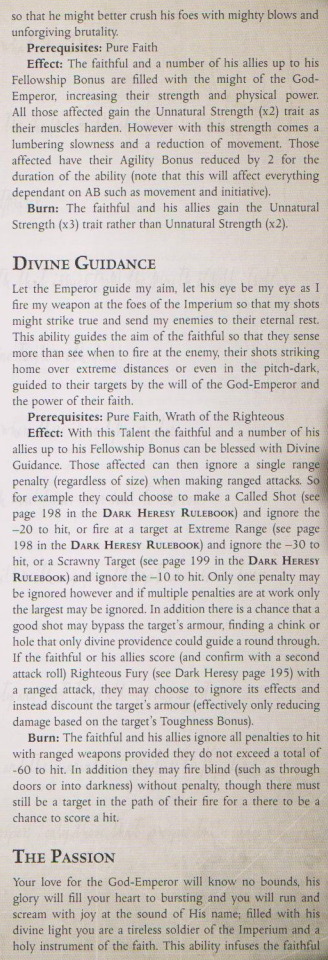 so that he might better crush his foes with mighty blows and
unforgiving brutality.
Prerequisites: Pure Faith
Effect: The faithful and a number of his allies up to his
Fellowship Bonus are filled with the might of the God-
Emperor, increasing their strength and physical power.
All those affected gain the Unnatural Strength (x2) trait as
their muscles harden. However with this strength comes a
lumbering slowness and a reduction of movement. Those
affected have their Agility Bonus reduced by 2 for the
duration of the ability (note that this will affect everything
dependant on AB such as movement and initiative).
Burn: The faithful and his allies gain the Unnatural
Strength (x3) trait rather than Unnatural Strength (x2).
DIVINE GUIDANCE
Let the Emperor guide my aim, let his eye be my eye as I
fire my weapon at the foes of the Imperium so that my shots
might strike true and send my enemies to their eternal rest.
This ability guides the aim of the faithful so that they sense
more than see when to fire at the enemy, their shots striking
home over extreme distances or even in the pitch-dark,
guided to their targets by the will of the God-Emperor and
the power of their faith.
Prerequisites: Pure Faith, Wrath of the Righteous
Effect: With this Talent the faithful and a number of his
allies up to his Fellowship Bonus can be blessed with Divine
Guidance. Those affected can then ignore a single range
penalty (regardless of size) when making ranged attacks. So
for example they could choose to make a Called Shot (see
page 198 in the DARK HERESY RULEBOOK) and ignore the
–20 to hit, or fire at a target at Extreme Range (see page
198 in the DARK HERESY RULEBOOK) and ignore the –30 to
hit, or a Scrawny Target (see page 199 in the DARK HERESY
RULEBOOK) and ignore the –10 to hit. Only one penalty may
be ignored however and if multiple penalties are at work only
the largest may be ignored. In addition there is a chance that a
good shot may bypass the target's armour, finding a chink or
hole that only divine providence could guide a round through.
If the faithful or his allies score (and confirm with a second
attack roll) Righteous Fury (see Dark Heresy page 195) with
a ranged attack, they may choose to ignore its effects and
instead discount the target's armour (effectively only reducing
damage based on the target's Toughness Bonus).
Burn: The faithful and his allies ignore all penalties to hit
with ranged weapons provided they do not exceed a total of
-60 to hit. In addition they may fire blind (such as through
doors or into darkness) without penalty, though there must
still be a target in the path of their fire for a there to be a
chance to score a hit.
THE PASSION
Your love for the God-Emperor will know no bounds, his
glory will fill your heart to bursting and you will run and
scream with joy at the sound of His name; filled with his
divine light you are a tireless soldier of the Imperium and a
holy instrument of the faith. This ability infuses the faithful